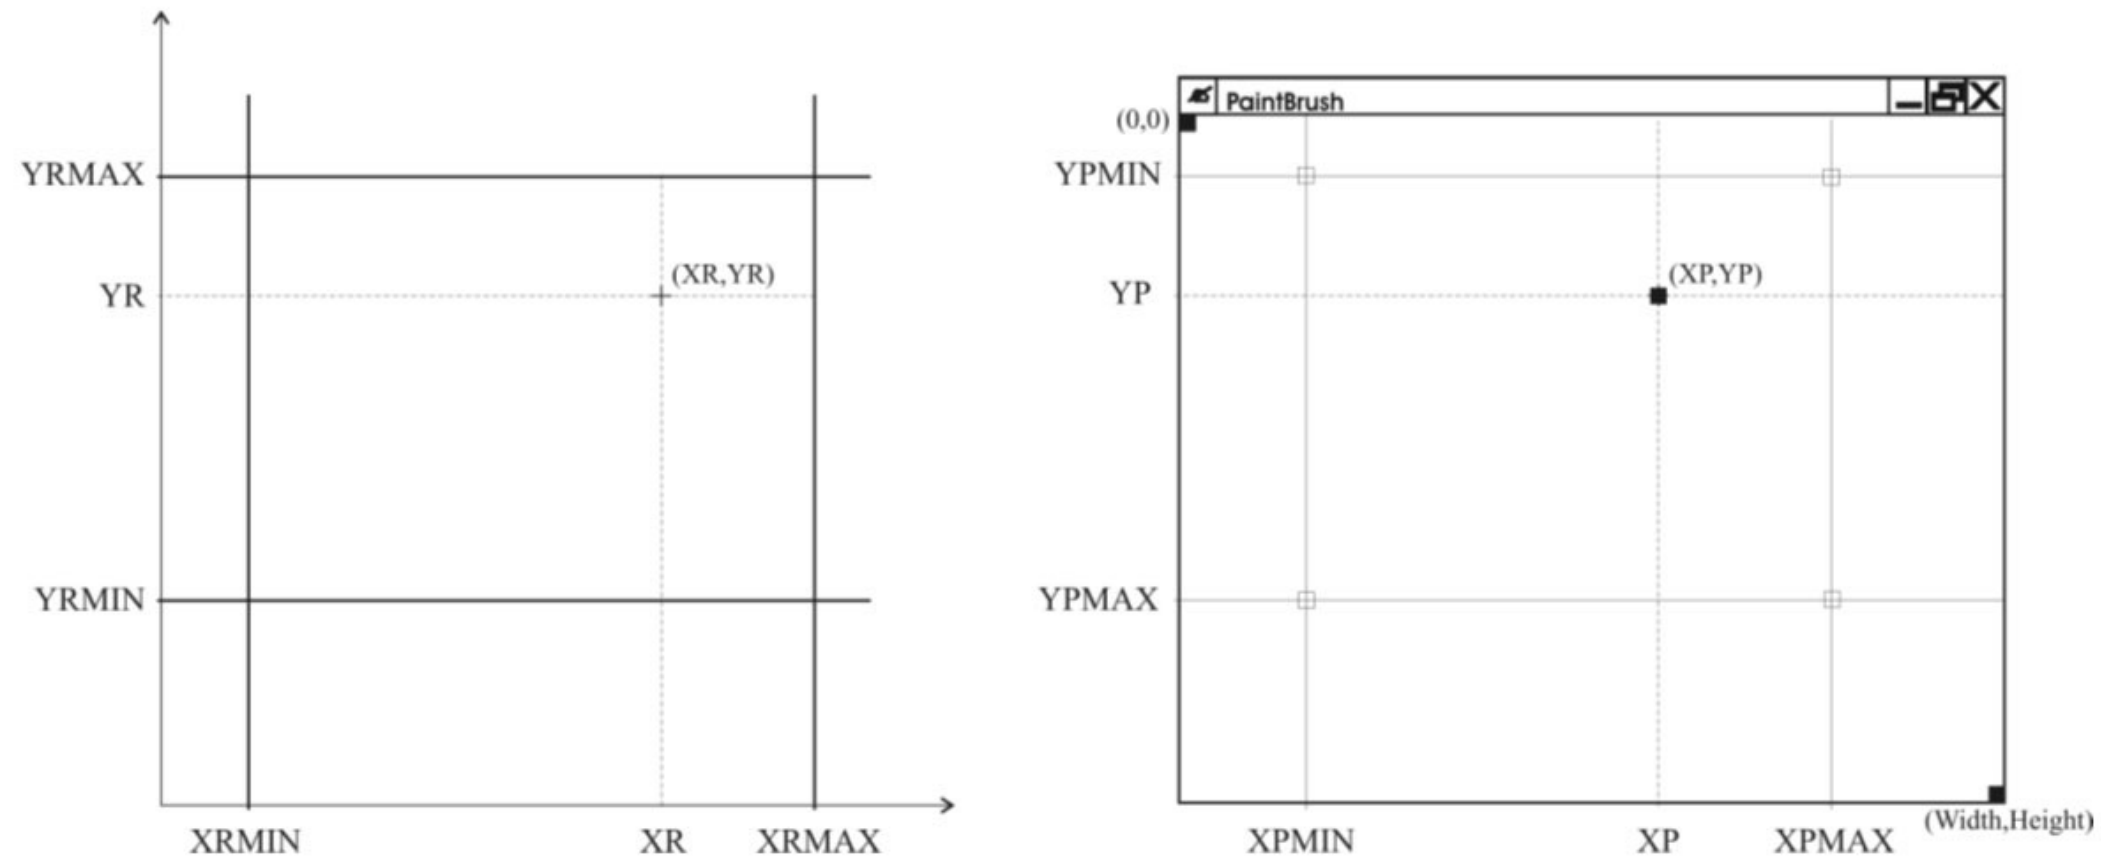 YRMAX
(XR,YR)
YR
YRMIN
XRMIN XR XRMAX
PaintBrush
(0,0)
YPMIN
(XP,YP)
YP
YPMAX
(Width,Height)
XPMIN XP XPMAX